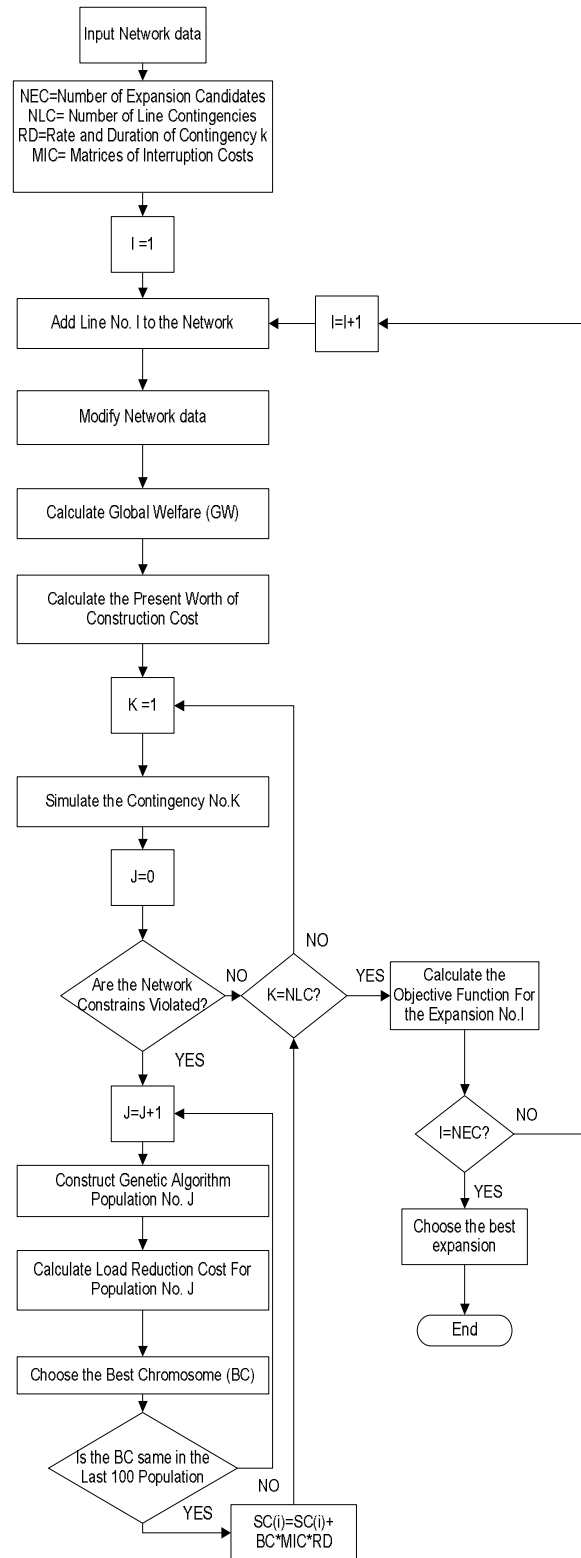 Input Network data
NEC=Number of Expansion Candidates
NLC= Number of Line Contingencies
RD=Rate and Duration of Contingency k
MIC= Matrices of Interruption Costs
I =1
Add Line No. I to the Network
I=I+1
Modify Network data
Calculate Global Welfare (GW)
Calculate the Present Worth of
Construction Cost
K =1
Simulate the Contingency No.K
J=0
Are the Network
Constrains Violated?
NO
YES
K=NLC?
NO
YES
Calculate the
Objective Function For
the Expansion No.I
I=NEC?
NO
YES
Choose the best
expansion
End
J=J+1
Construct Genetic Algorithm
Population No. J
Calculate Load Reduction Cost For
Population No. J
Choose the Best Chromosome (BC)
Is the BC same in the
Last 100 Population
NO
YES
SC(i)=SC(i)+
BC*MIC*RD